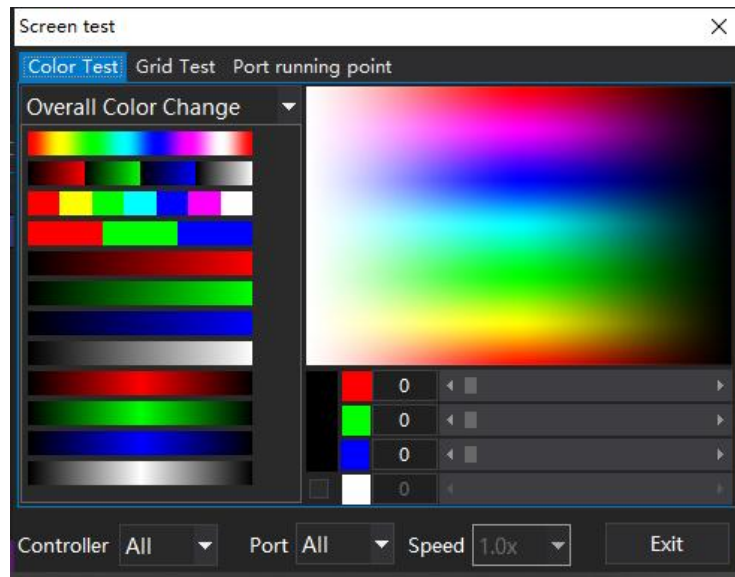 Screen test
Color Test Grid Test Port running point
Overall Color Change
0
0
0
0
Controller All Port All Speed 1.0x Exit